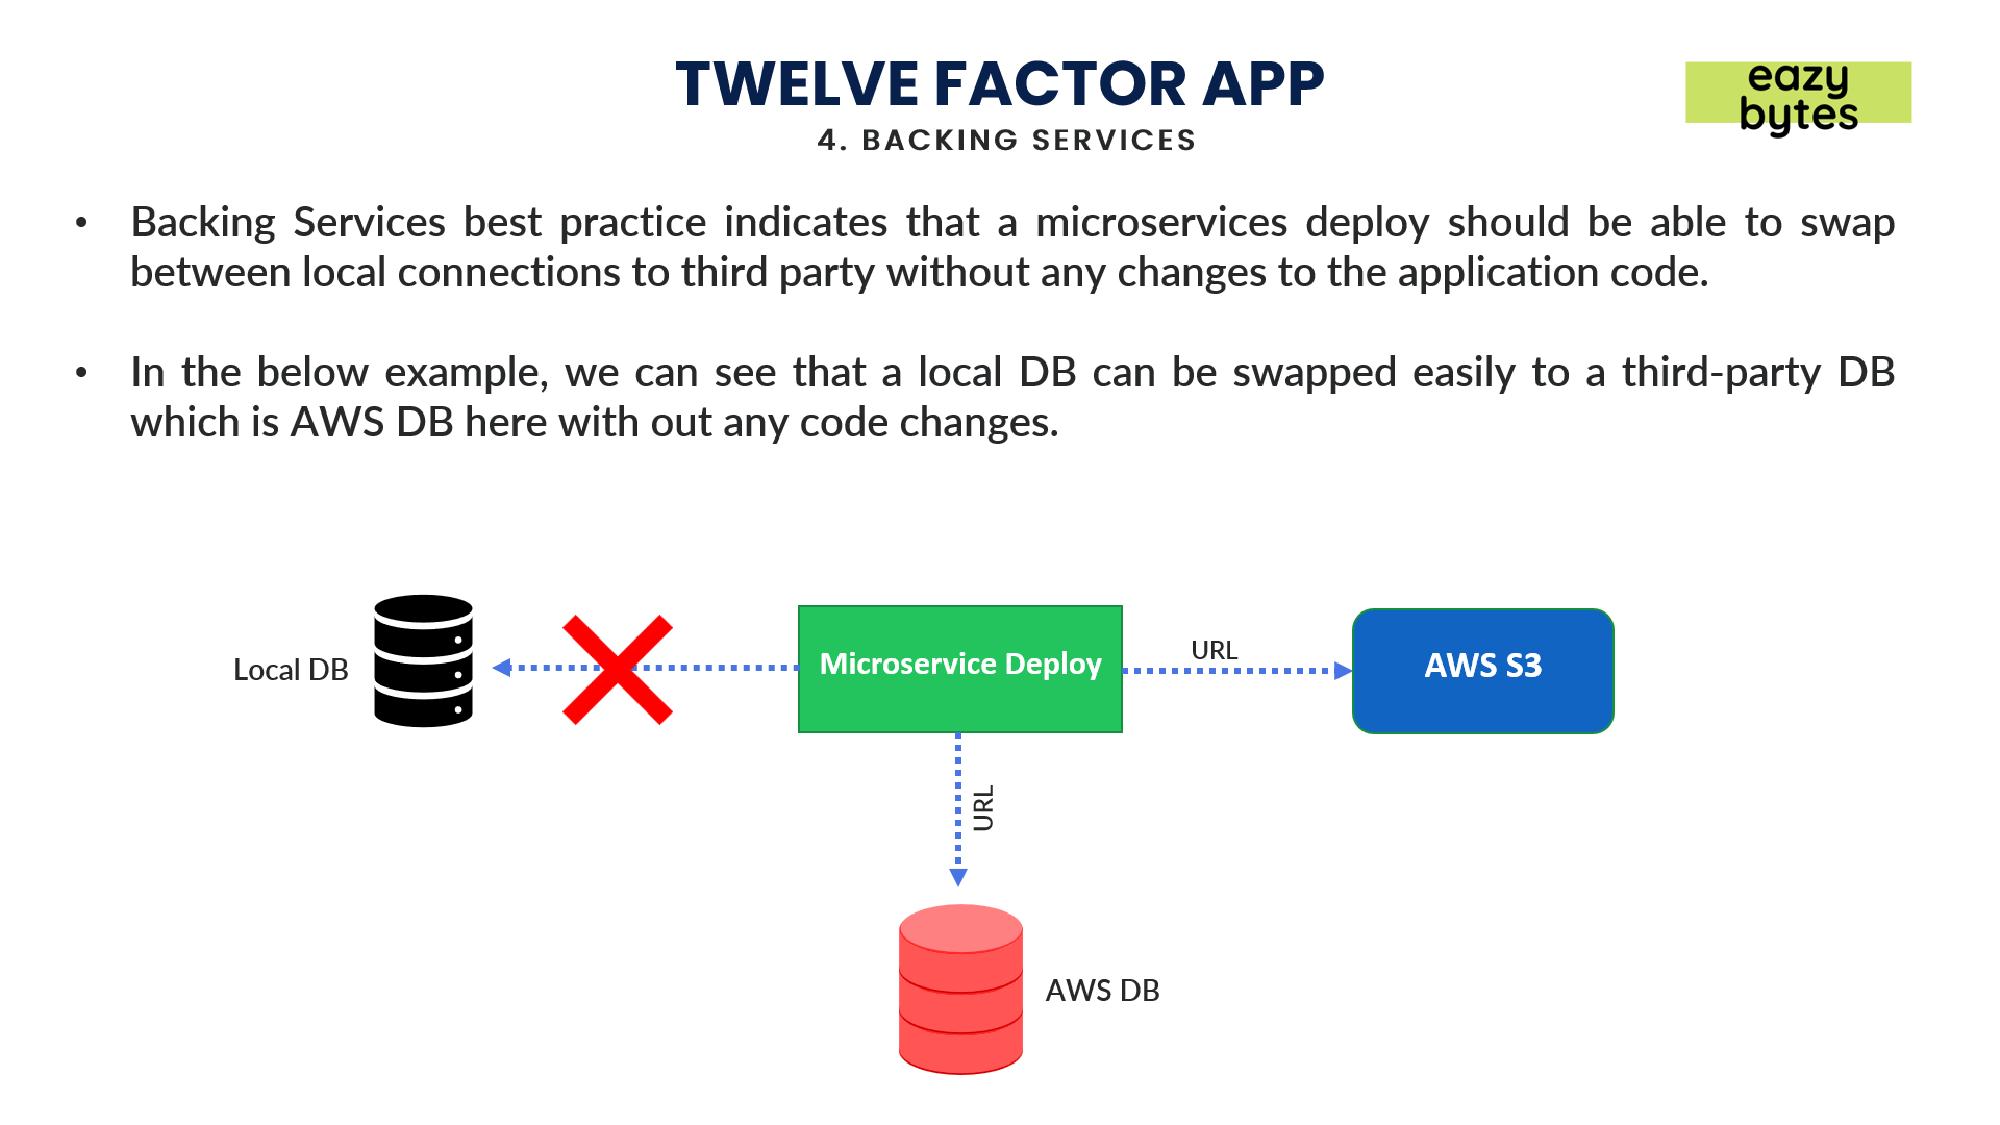 TWELVE FACTOR APP
4. BACKING SERVICES
eazy
bytes
• Backing Services best practice indicates that a microservices deploy should be able to swap
between local connections to third party without any changes to the application code.
• In the below example, we can see that a local DB can be swapped easily to a third-party DB
which is AWS DB here with out any code changes.
Local DB
Microservice Deploy
URL
AWS S3
URL
AWS DB